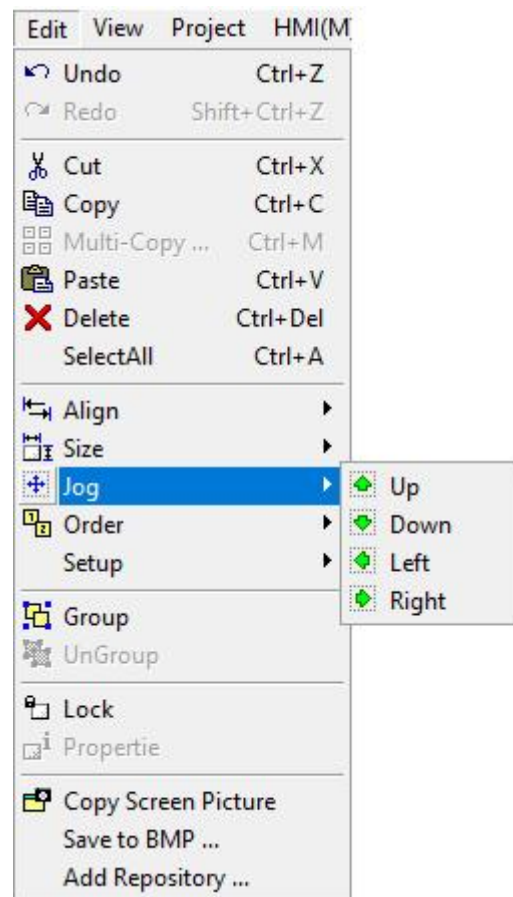 Edit View Project HMI(M
Undo Ctrl+Z
Redo Shift+Ctrl+Z
Cut Ctrl+X
Copy Ctrl+C
Multi-Copy ... Ctrl+M
Paste Ctrl+V
Delete Ctrl+Del
SelectAll Ctrl+A
Align
Size
Jog
Up
Down
Left
Right
Order
Setup
Group
UnGroup
Lock
Propertie
Copy Screen Picture
Save to BMP ...
Add Repository ...